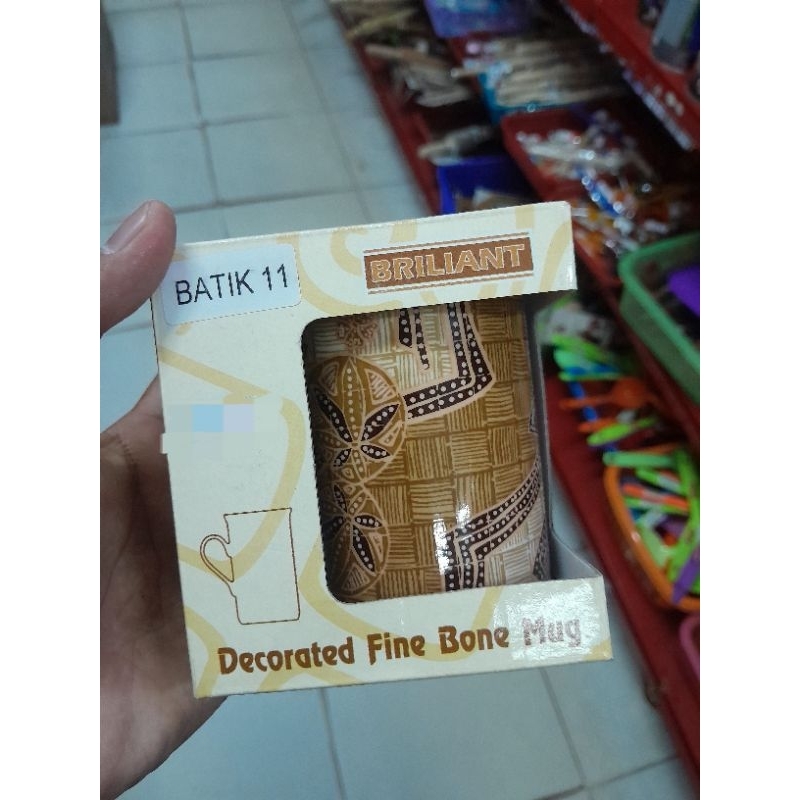 BATIK 11
BRILIANT
Decorated Fine Bone Mug